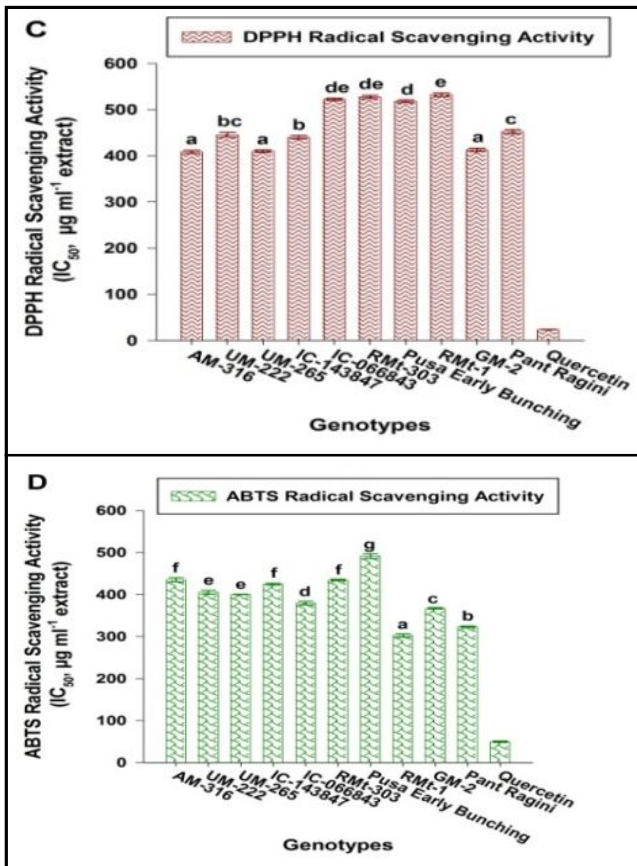 C
DPPH Radical Scavenging Activity
DPPH Radical Scavenging Activity
(IC50, µg ml-1 extract)
600
500
400
300
200
100
0
a
bc
a
b
de
de
d
e
a
c
AM-316
UM-222
UM-265
IC-143847
IC-066843
RMt-303
Pusa Early Bunching
RMt-1
GM-2
Pant Ragini
Quercetin
Genotypes
D
ABTS Radical Scavenging Activity
ABTS Radical Scavenging Activity
(IC50, µg ml-1 extract)
600
500
400
300
200
100
0
f
e
e
f
d
f
g
a
c
b
AM-316
UM-222
UM-265
IC-143847
IC-066843
RMt-303
Pusa Early Bunching
RMt-1
GM-2
Pant Ragini
Quercetin
Genotypes